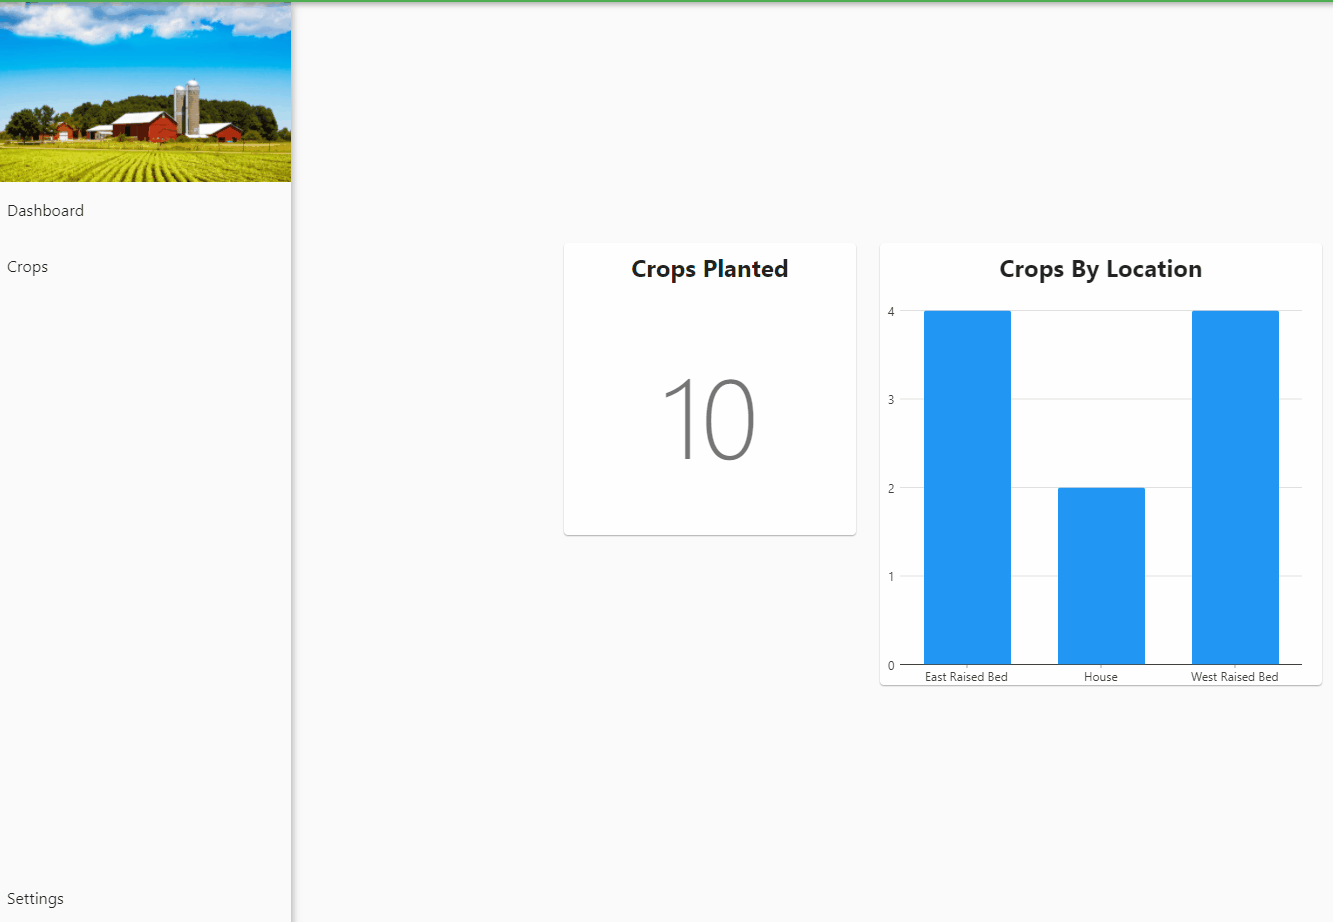 Dashboard
Crops
Settings
Crops Planted
10
Crops By Location
4
3
2
1
0
East Raised Bed
House
West Raised Bed